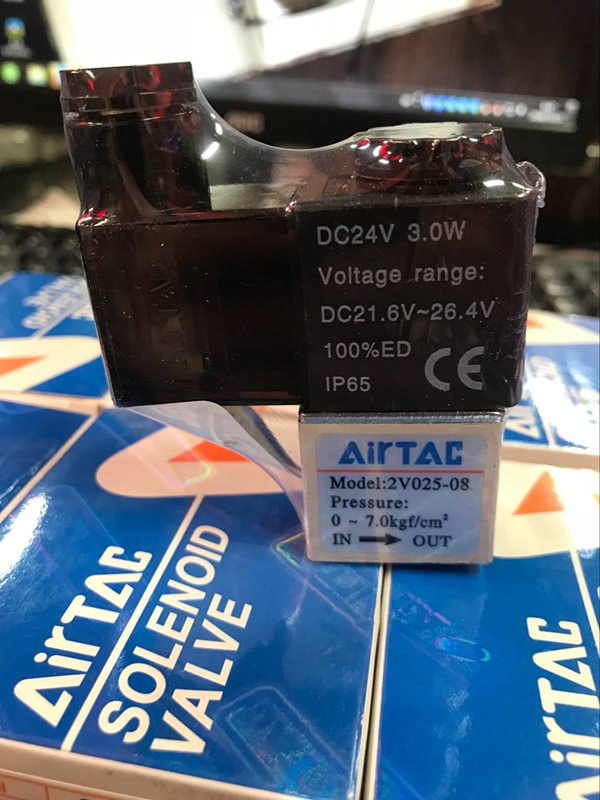 DC24V 3.0W
Voltage range:
DC21.6V~26.4V
100%ED
IP65
CE
AirTAC
Model:2V025-08
Pressure:
0 ~ 7.0kgf/cm²
IN → OUT
AirTAC
SOLENOID
VALVE
AirTAC